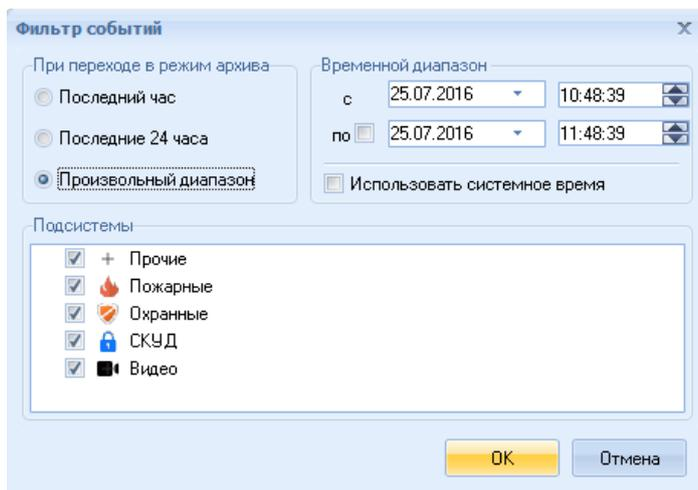 Фильтр событий
При переходе в режим архива
Последний час
Последние 24 часа
Произвольный диапазон
Временной диапазон
с 25.07.2016 10:48:39
по 25.07.2016 11:48:39
Использовать системное время
Подсистемы
Прочие
Пожарные
Охранные
СКУД
Видео
OK Отмена